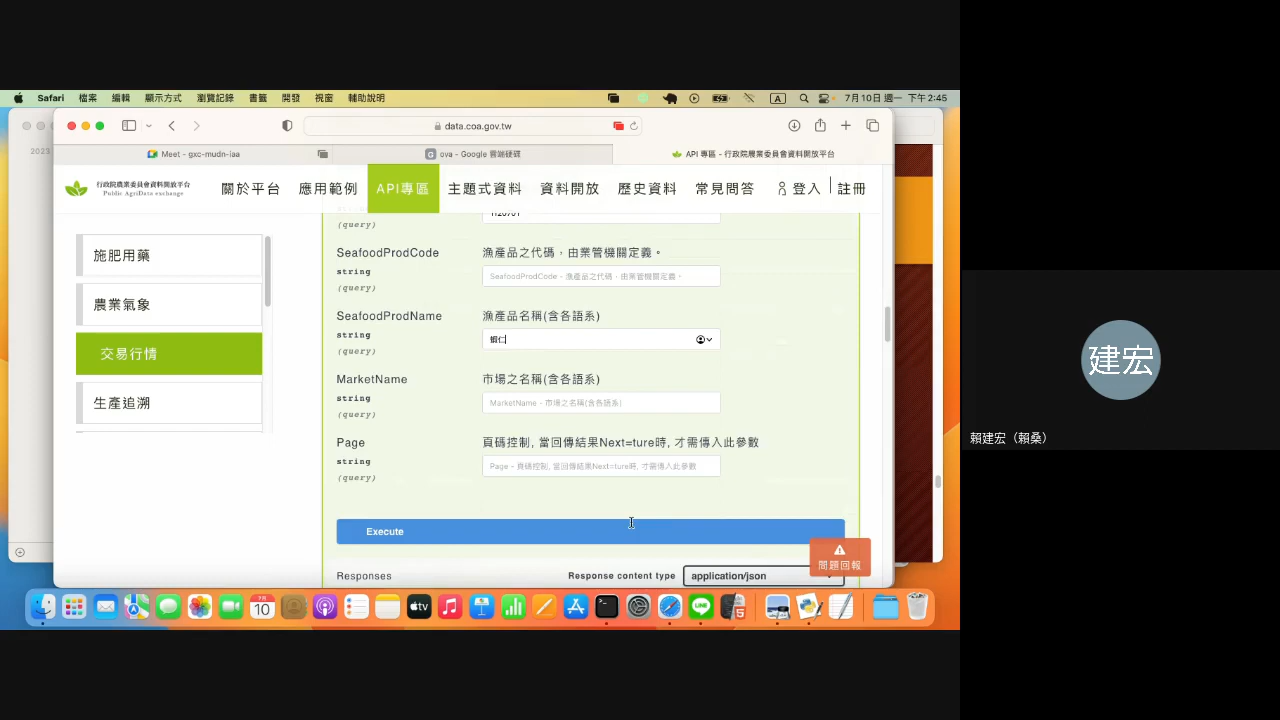 Safari 檔案 編輯 顯示方式 瀏覽記錄 書籤 開發 視窗 輔助說明 A 7月10日 週一 下午2:45
data.coa.gov.tw
2023
Meet - gxc-mudn-iaa
ova - Google 雲端硬碟
API 專區 - 行政院農業委員會資料開放平台
行政院農業委員會資料開放平台
Public AgriData exchange
關於平台 應用範例 API專區 主題式資料 資料開放 歷史資料 常見問答 登入 註冊
施肥用藥
農業氣象
交易行情
生產追溯
(query)
1120701
SeafoodProdCode 漁產品之代碼，由業管機關定義。
string
SeafoodProdCode - 漁產品之代碼，由業管機關定義。
(query)
SeafoodProdName 漁產品名稱(含各語系)
string
蝦仁
(query)
MarketName 市場之名稱(含各語系)
string
MarketName - 市場之名稱(含各語系)
(query)
Page 頁碼控制, 當回傳結果Next=ture時, 才需傳入此參數
string
Page - 頁碼控制, 當回傳結果Next=ture時, 才需傳入此參數
(query)
Execute
問題回報
Responses Response content type application/json
10
tv
5
建宏
賴建宏（賴桑）